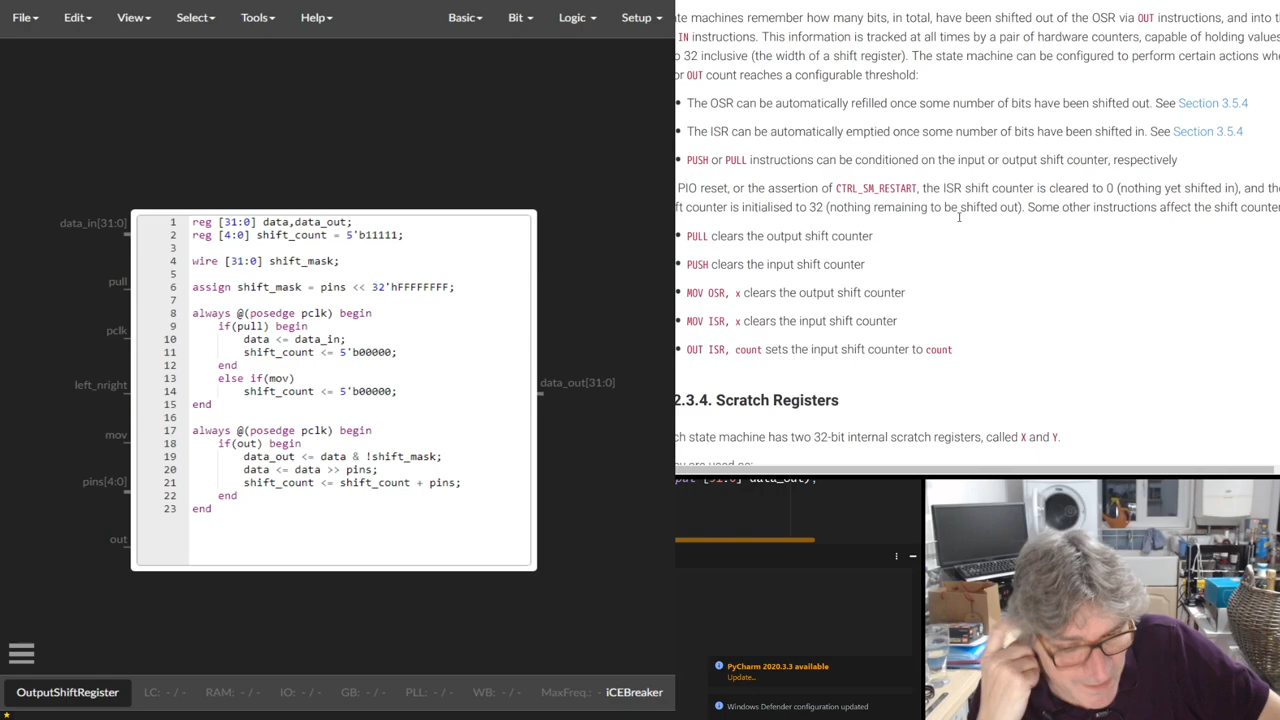 File
Edit
View
Select
Tools
Help
Basic
Bit
Logic
Setup
data_in[31:0]
pull
pclk
left_nright
mov
pins[4:0]
out
data_out[31:0]
1 reg [31:0] data,data_out;
2 reg [4:0] shift_count = 5'b11111;
3
4 wire [31:0] shift_mask;
5
6 assign shift_mask = pins << 32'hFFFFFFFF;
7
8 always @(posedge pclk) begin
9 if(pull) begin
10 data <= data_in;
11 shift_count <= 5'b00000;
12 end
13 else if(mov)
14 shift_count <= 5'b00000;
15 end
16
17 always @(posedge pclk) begin
18 if(out) begin
19 data_out <= data & !shift_mask;
20 data <= data >> pins;
21 shift_count <= shift_count + pins;
22 end
23 end
OutputShiftRegister
LC: - / -
RAM: - / -
IO: - / -
GB: - / -
PLL: - / -
WB: - / -
MaxFreq.: - / -
iCEBreaker
te machines remember how many bits, in total, have been shifted out of the OSR via OUT instructions, and into t
IN instructions. This information is tracked at all times by a pair of hardware counters, capable of holding values
o 32 inclusive (the width of a shift register). The state machine can be configured to perform certain actions whe
or OUT count reaches a configurable threshold:
• The OSR can be automatically refilled once some number of bits have been shifted out. See Section 3.5.4
• The ISR can be automatically emptied once some number of bits have been shifted in. See Section 3.5.4
• PUSH or PULL instructions can be conditioned on the input or output shift counter, respectively
PIO reset, or the assertion of CTRL_SM_RESTART, the ISR shift counter is cleared to 0 (nothing yet shifted in), and the
ft counter is initialised to 32 (nothing remaining to be shifted out). Some other instructions affect the shift counter
• PULL clears the output shift counter
• PUSH clears the input shift counter
• MOV OSR, x clears the output shift counter
• MOV ISR, x clears the input shift counter
• OUT ISR, count sets the input shift counter to count
2.3.4. Scratch Registers
ch state machine has two 32-bit internal scratch registers, called X and Y.
PyCharm 2020.3.3 available
Update...
Windows Defender configuration updated